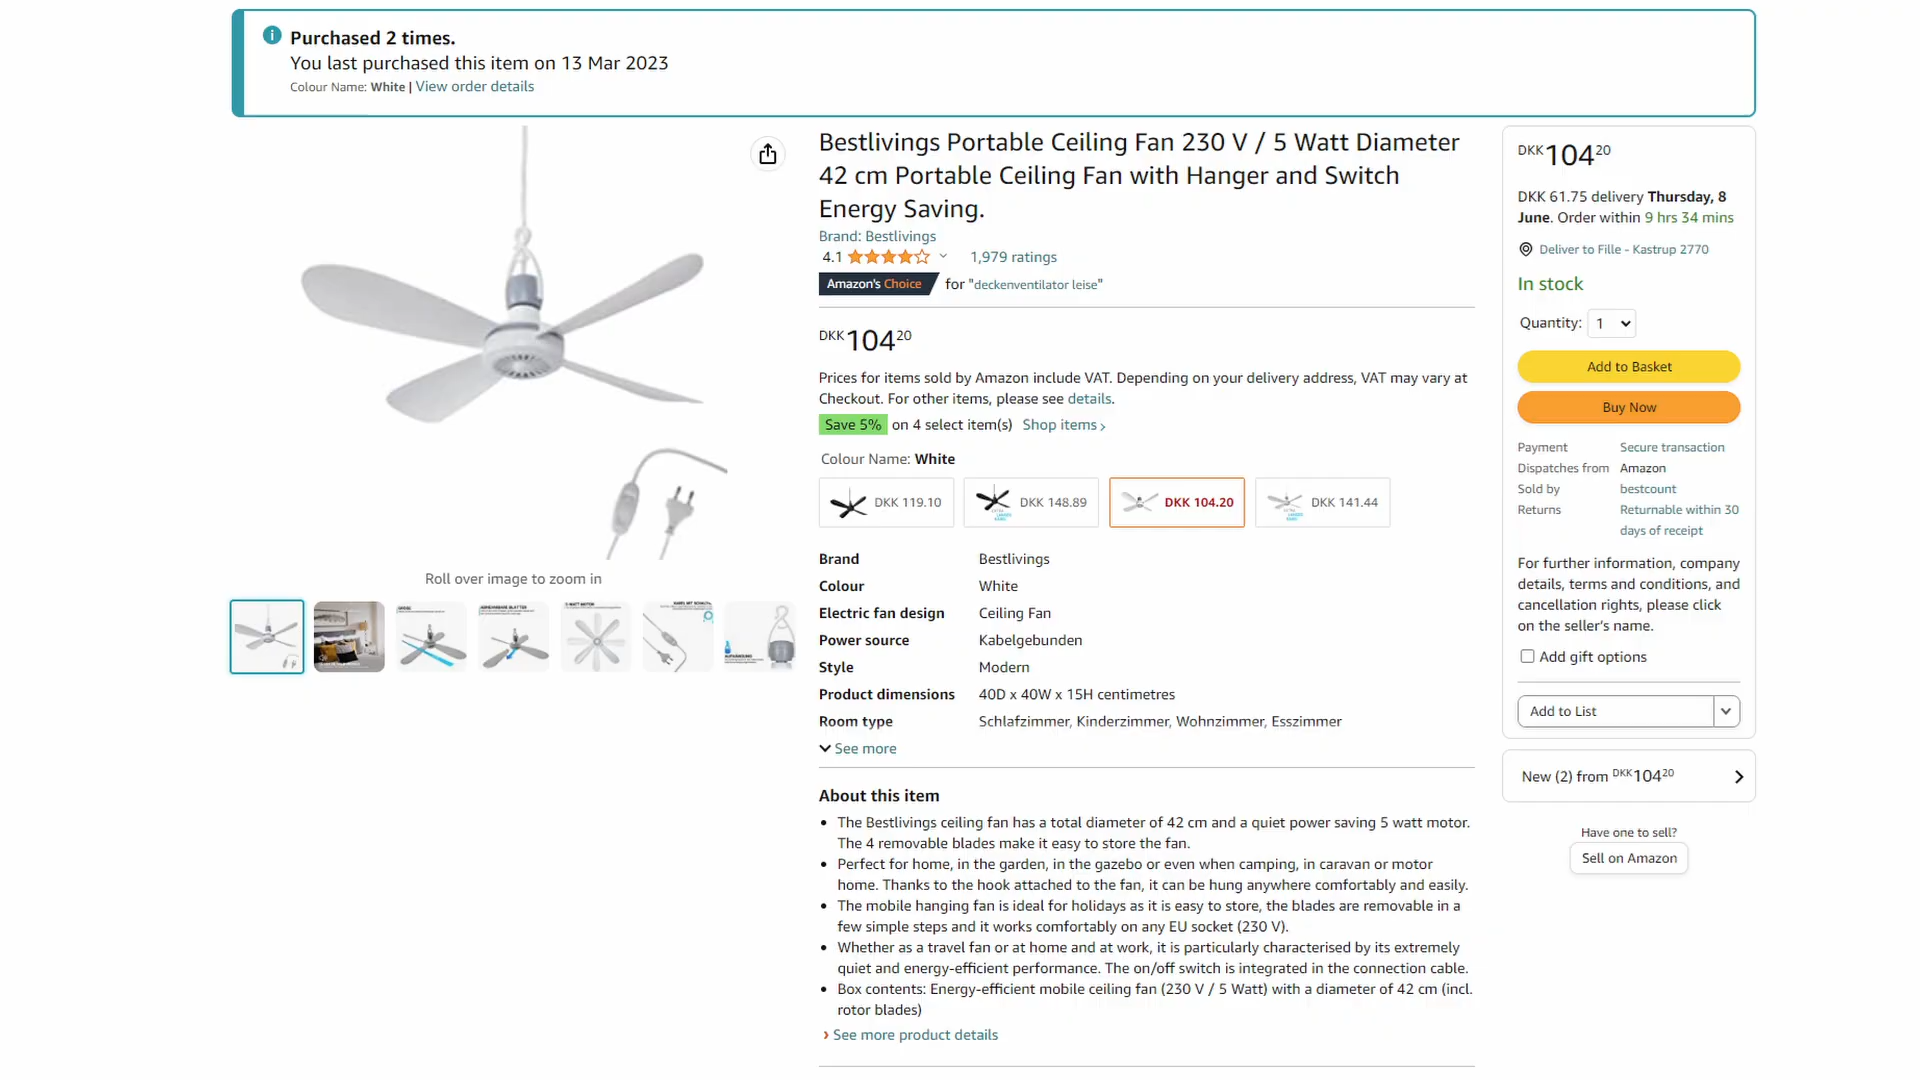 Purchased 2 times.
You last purchased this item on 13 Mar 2023
Colour Name: White | View order details
Roll over image to zoom in
Bestlivings Portable Ceiling Fan 230 V / 5 Watt Diameter
42 cm Portable Ceiling Fan with Hanger and Switch
Energy Saving.
Brand: Bestlivings
4.1 1,979 ratings
Amazon's Choice for "deckenventilator leise"
DKK 104 20
Prices for items sold by Amazon include VAT. Depending on your delivery address, VAT may vary at
Checkout. For other items, please see details.
Save 5% on 4 select item(s) Shop items ›
Colour Name: White
DKK 119.10 DKK 148.89 DKK 104.20 DKK 141.44
Brand Bestlivings
Colour White
Electric fan design Ceiling Fan
Power source Kabelgebunden
Style Modern
Product dimensions 40D x 40W x 15H centimetres
Room type Schlafzimmer, Kinderzimmer, Wohnzimmer, Esszimmer
See more
About this item
• The Bestlivings ceiling fan has a total diameter of 42 cm and a quiet power saving 5 watt motor.
The 4 removable blades make it easy to store the fan.
• Perfect for home, in the garden, in the gazebo or even when camping, in caravan or motor
home. Thanks to the hook attached to the fan, it can be hung anywhere comfortably and easily.
• The mobile hanging fan is ideal for holidays as it is easy to store, the blades are removable in a
few simple steps and it works comfortably on any EU socket (230 V).
• Whether as a travel fan or at home and at work, it is particularly characterised by its extremely
quiet and energy-efficient performance. The on/off switch is integrated in the connection cable.
• Box contents: Energy-efficient mobile ceiling fan (230 V / 5 Watt) with a diameter of 42 cm (incl.
rotor blades)
› See more product details
DKK 104 20
DKK 61.75 delivery Thursday, 8
June. Order within 9 hrs 34 mins
Deliver to Fille - Kastrup 2770
In stock
Quantity: 1
Add to Basket
Buy Now
Payment Secure transaction
Dispatches from Amazon
Sold by bestcount
Returns Returnable within 30
days of receipt
For further information, company
details, terms and conditions, and
cancellation rights, please click
on the seller's name.
Add gift options
Add to List
New (2) from DKK 104 20
Have one to sell?
Sell on Amazon